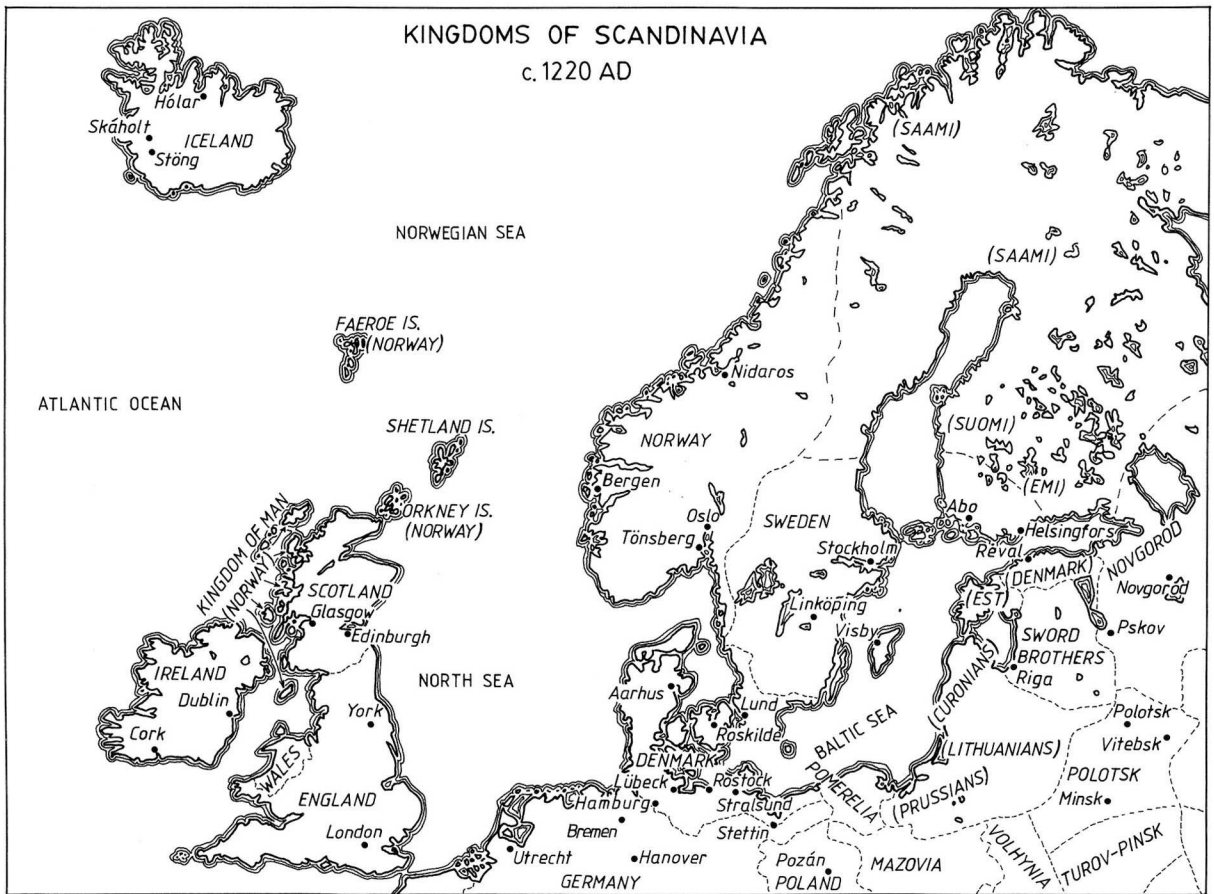 KINGDOMS OF SCANDINAVIA
c. 1220 AD
Hólar
Skáholt
ICELAND
Stöng
(SAAMI)
NORWEGIAN SEA
(SAAMI)
FAEROE IS.
(NORWAY)
Nidaros
ATLANTIC OCEAN
SHETLAND IS.
NORWAY
(SUOMI)
Bergen
(EMI)
ORKNEY IS.
(NORWAY)
KINGDOM OF MAN
(NORWAY)
Oslo
Tönsberg
SWEDEN
Stockholm
Abo
Helsingfors
Reval
(DENMARK)
NOVGOROD
Novgorod
SCOTLAND
Glasgow
Edinburgh
Linköping
Visby
(EST)
SWORD
BROTHERS
Riga
Pskov
IRELAND
Dublin
Cork
NORTH SEA
York
Aarhus
Lund
Roskilde
DENMARK
BALTIC SEA
(CURONIANS)
(LITHUANIANS)
Polotsk
Vitebsk
WALES
ENGLAND
London
Lübeck
Rostock
Hamburg
Stralsund
Bremen
Stettin
POMERELIA
(PRUSSIANS)
POLOTSK
Minsk
Utrecht
Hanover
GERMANY
Pozán
POLAND
MAZOVIA
VOLHYNIA
TUROV-PINSK